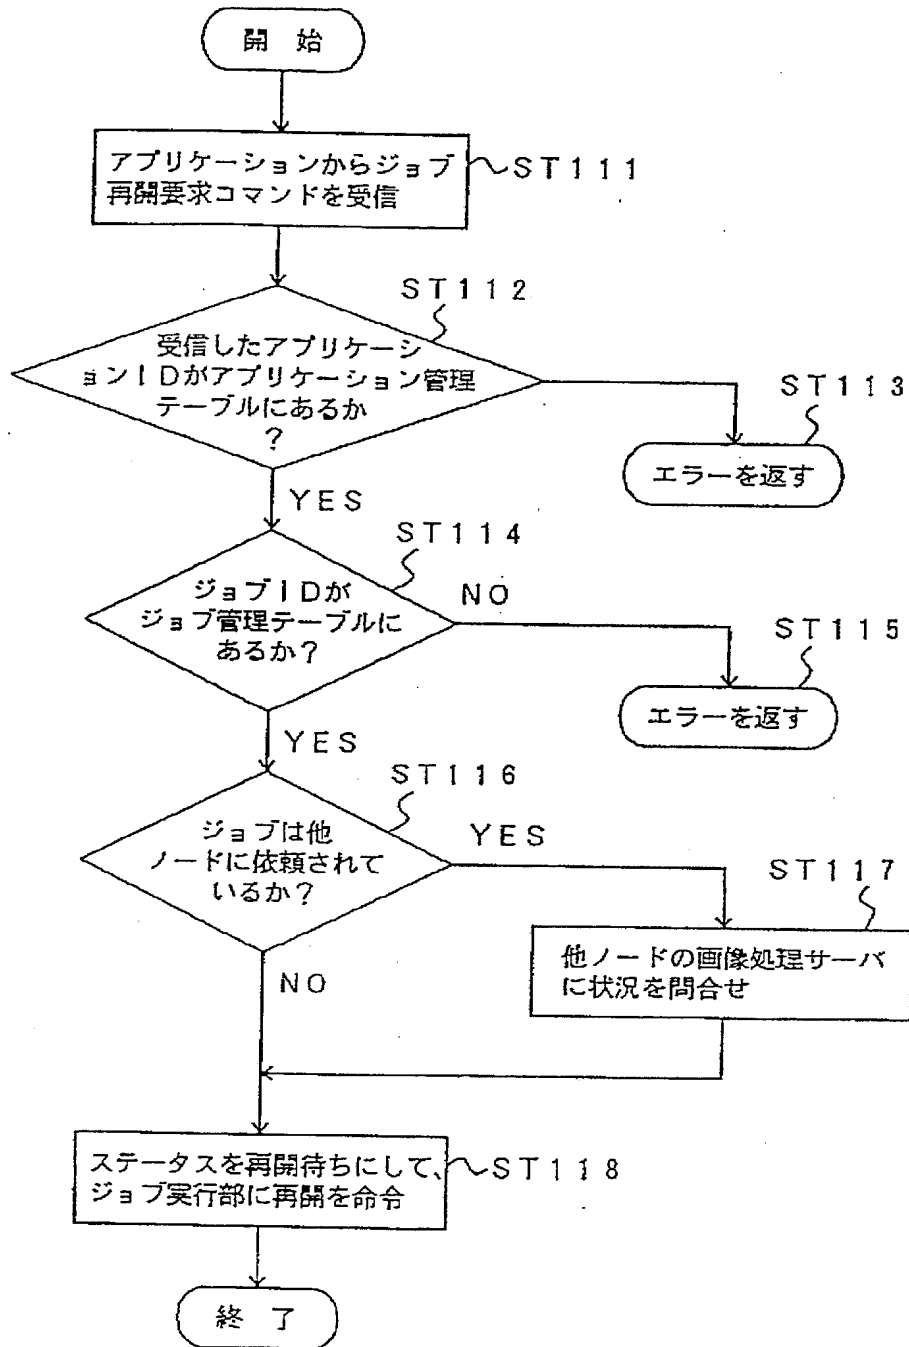 開 始
アプリケーションからジョブ
再開要求コマンドを受信
ST111
ST112
受信したアプリケーシ
ョンIDがアプリケーション管理
テーブルにあるか
?
ST113
エラーを返す
YES
ST114
ジョブIDが
ジョブ管理テーブルに
あるか?
NO
ST115
エラーを返す
YES
ST116
ジョブは他
ノードに依頼されて
いるか?
YES
ST117
他ノードの画像処理サーバ
に状況を問合せ
NO
ステータスを再開待ちにして、
ジョブ実行部に再開を命令
ST118
終 了